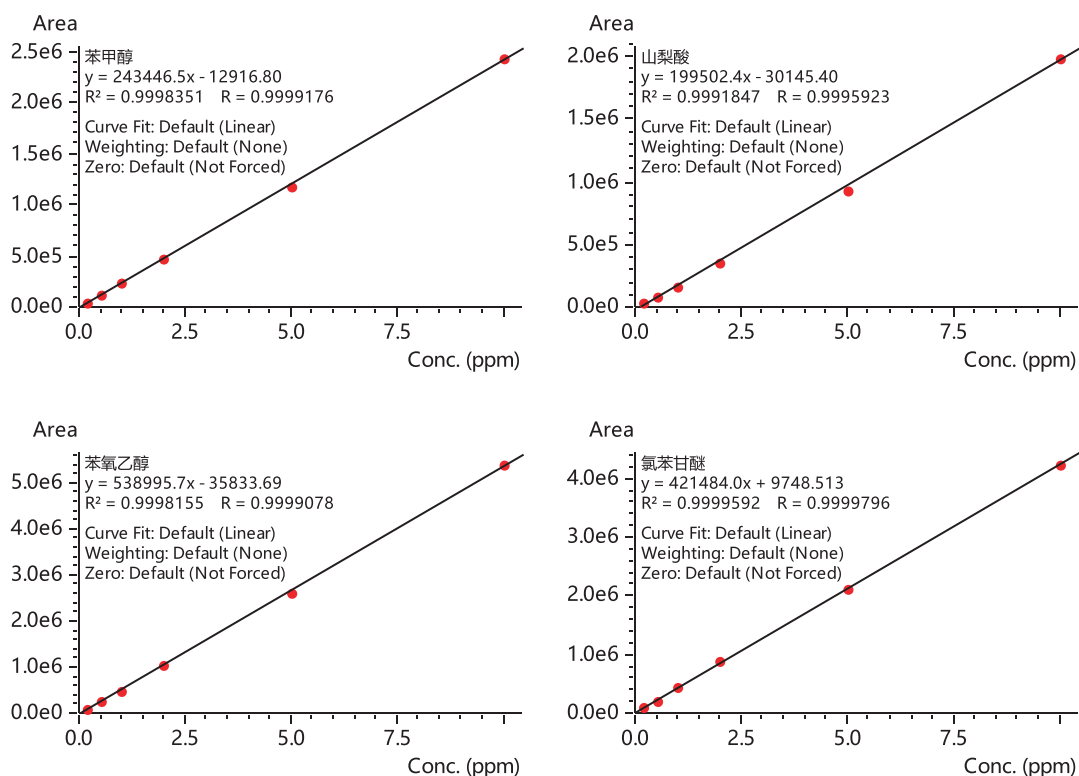 Area
苯甲醇
y = 243446.5x - 12916.80
R² = 0.9998351 R = 0.9999176
Curve Fit: Default (Linear)
Weighting: Default (None)
Zero: Default (Not Forced)
2.5e6
2.0e6
1.5e6
1.0e6
5.0e5
0.0e0
0.0 2.5 5.0 7.5
Conc. (ppm)
Area
山梨酸
y = 199502.4x - 30145.40
R² = 0.9991847 R = 0.9995923
Curve Fit: Default (Linear)
Weighting: Default (None)
Zero: Default (Not Forced)
2.0e6
1.5e6
1.0e6
5.0e5
0.0e0
0.0 2.5 5.0 7.5
Conc. (ppm)
Area
苯氧乙醇
y = 538995.7x - 35833.69
R² = 0.9998155 R = 0.9999078
Curve Fit: Default (Linear)
Weighting: Default (None)
Zero: Default (Not Forced)
5.0e6
4.0e6
3.0e6
2.0e6
1.0e6
0.0e0
0.0 2.5 5.0 7.5
Conc. (ppm)
Area
氯苯甘醚
y = 421484.0x + 9748.513
R² = 0.9999592 R = 0.9999796
Curve Fit: Default (Linear)
Weighting: Default (None)
Zero: Default (Not Forced)
4.0e6
3.0e6
2.0e6
1.0e6
0.0e0
0.0 2.5 5.0 7.5
Conc. (ppm)